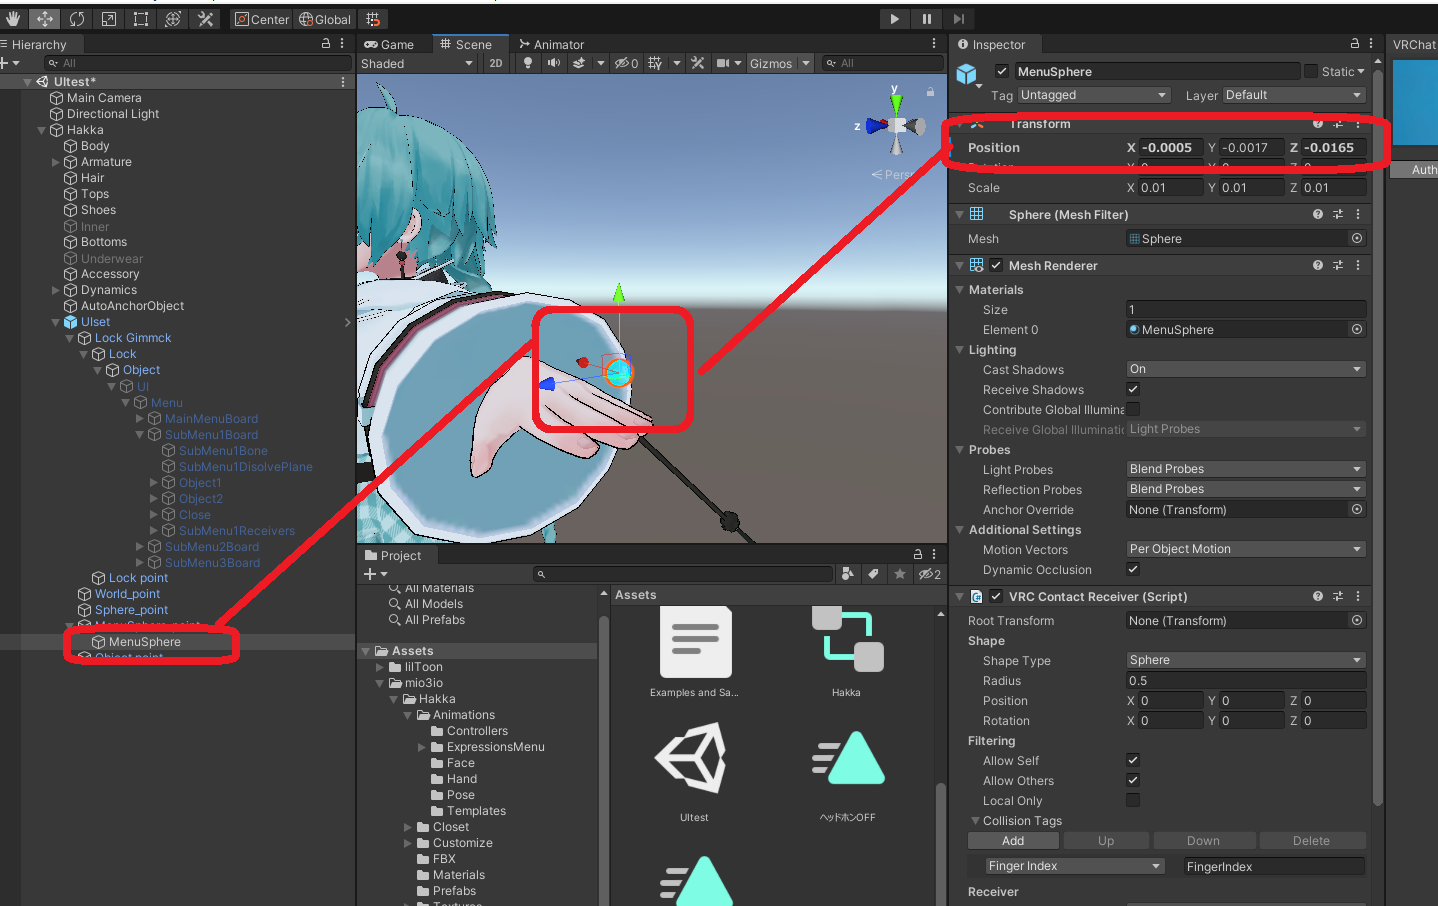 Center
Global
Hierarchy
All
UItest*
Main Camera
Directional Light
Hakka
Body
Armature
Hair
Tops
Shoes
Inner
Bottoms
Underwear
Accessory
Dynamics
AutoAnchorObject
UIset
Lock Gimmck
Lock
Object
UI
Menu
MainMenuBoard
SubMenu1Board
SubMenu1Bone
SubMenu1DisolvePlane
Object1
Object2
Close
SubMenu1Receivers
SubMenu2Board
SubMenu3Board
Lock point
World_point
Sphere_point
MenuSphere_point
MenuSphere
Object point
Game
Scene
Animator
Shaded
2D
0
Gizmos
All
y
z
Persp
Project
2
All Materials
All Models
All Prefabs
Assets
lilToon
mio3io
Hakka
Animations
Controllers
ExpressionsMenu
Face
Hand
Pose
Templates
Closet
Customize
FBX
Materials
Prefabs
Textures
Assets
Examples and Sa...
Hakka
UItest
ヘッドホンOFF
Inspector
MenuSphere
Static
Tag Untagged
Layer Default
Transform
Position X -0.0005 Y -0.0017 Z -0.0165
Scale X 0.01 Y 0.01 Z 0.01
Sphere (Mesh Filter)
Mesh Sphere
Mesh Renderer
Materials
Size 1
Element 0 MenuSphere
Lighting
Cast Shadows On
Receive Shadows
Contribute Global Illumina
Receive Global Illuminatic Light Probes
Probes
Light Probes Blend Probes
Reflection Probes Blend Probes
Anchor Override None (Transform)
Additional Settings
Motion Vectors Per Object Motion
Dynamic Occlusion
VRC Contact Receiver (Script)
Root Transform None (Transform)
Shape
Shape Type Sphere
Radius 0.5
Position X 0 Y 0 Z 0
Rotation X 0 Y 0 Z 0
Filtering
Allow Self
Allow Others
Local Only
Collision Tags
Add Up Down Delete
Finger Index FingerIndex
Receiver
VRChat
Auth